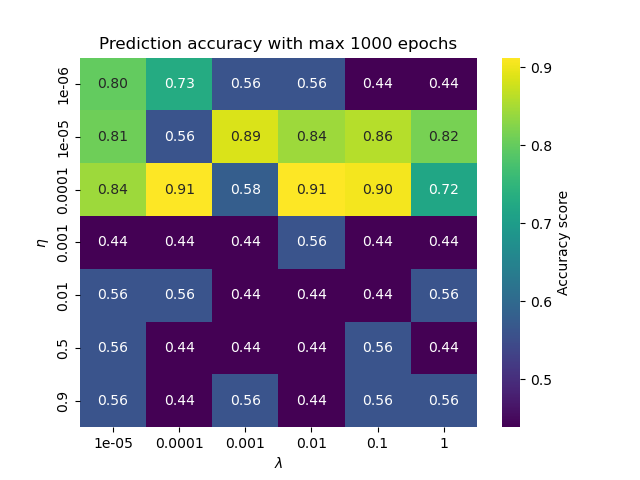 Prediction accuracy with max 1000 epochs
1e-06 0.80 0.73 0.56 0.56 0.44 0.44
1e-05 0.81 0.56 0.89 0.84 0.86 0.82
0.0001 0.84 0.91 0.58 0.91 0.90 0.72
0.001 0.44 0.44 0.44 0.56 0.44 0.44
0.01 0.56 0.56 0.44 0.44 0.44 0.56
0.5 0.56 0.44 0.44 0.44 0.56 0.44
0.9 0.56 0.44 0.56 0.44 0.56 0.56
η
1e-05 0.0001 0.001 0.01 0.1 1
λ
0.9
0.8
0.7
0.6
0.5
Accuracy score